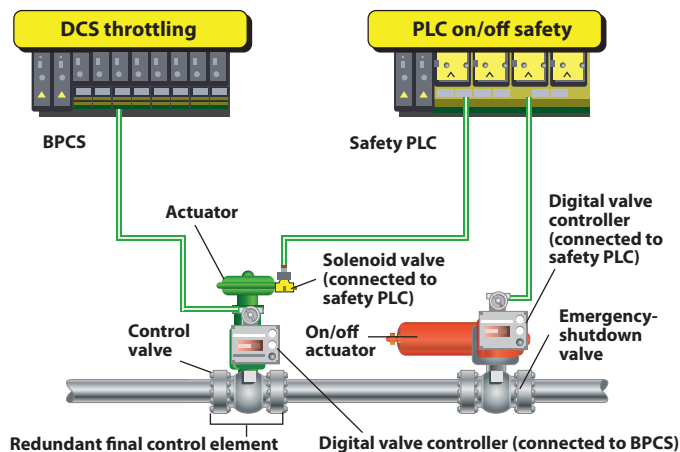 DCS throttling
PLC on/off safety
BPCS
Safety PLC
Digital valve
controller
(connected to
safety PLC)
Actuator
Solenoid valve
(connected to
safety PLC)
Control
valve
On/off
actuator
Emergency-
shutdown
valve
Redundant final control element
Digital valve controller (connected to BPCS)